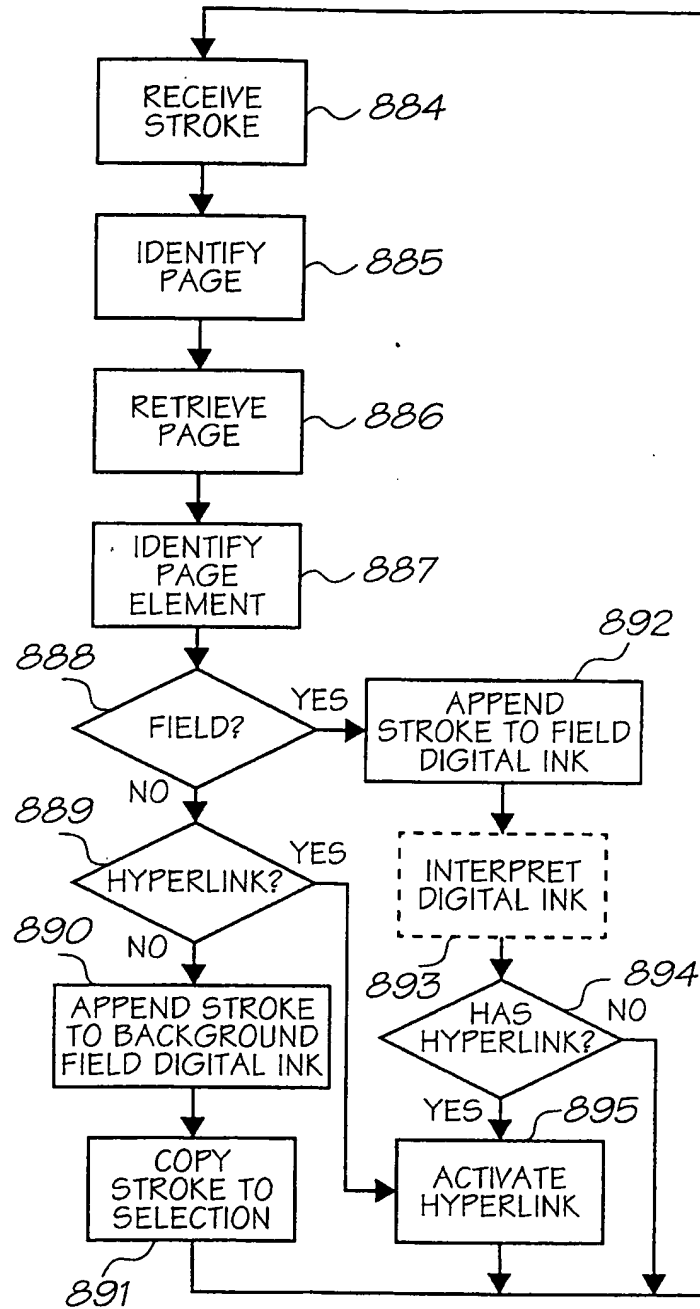 RECEIVE
STROKE
884
IDENTIFY
PAGE
885
RETRIEVE
PAGE
886
IDENTIFY
PAGE
ELEMENT
887
888
FIELD?
YES
NO
892
APPEND
STROKE TO FIELD
DIGITAL INK
889
HYPERLINK?
YES
NO
INTERPRET
DIGITAL INK
893
890
APPEND STROKE
TO BACKGROUND
FIELD DIGITAL INK
894
HAS
HYPERLINK?
NO
YES
895
COPY
STROKE TO
SELECTION
891
ACTIVATE
HYPERLINK